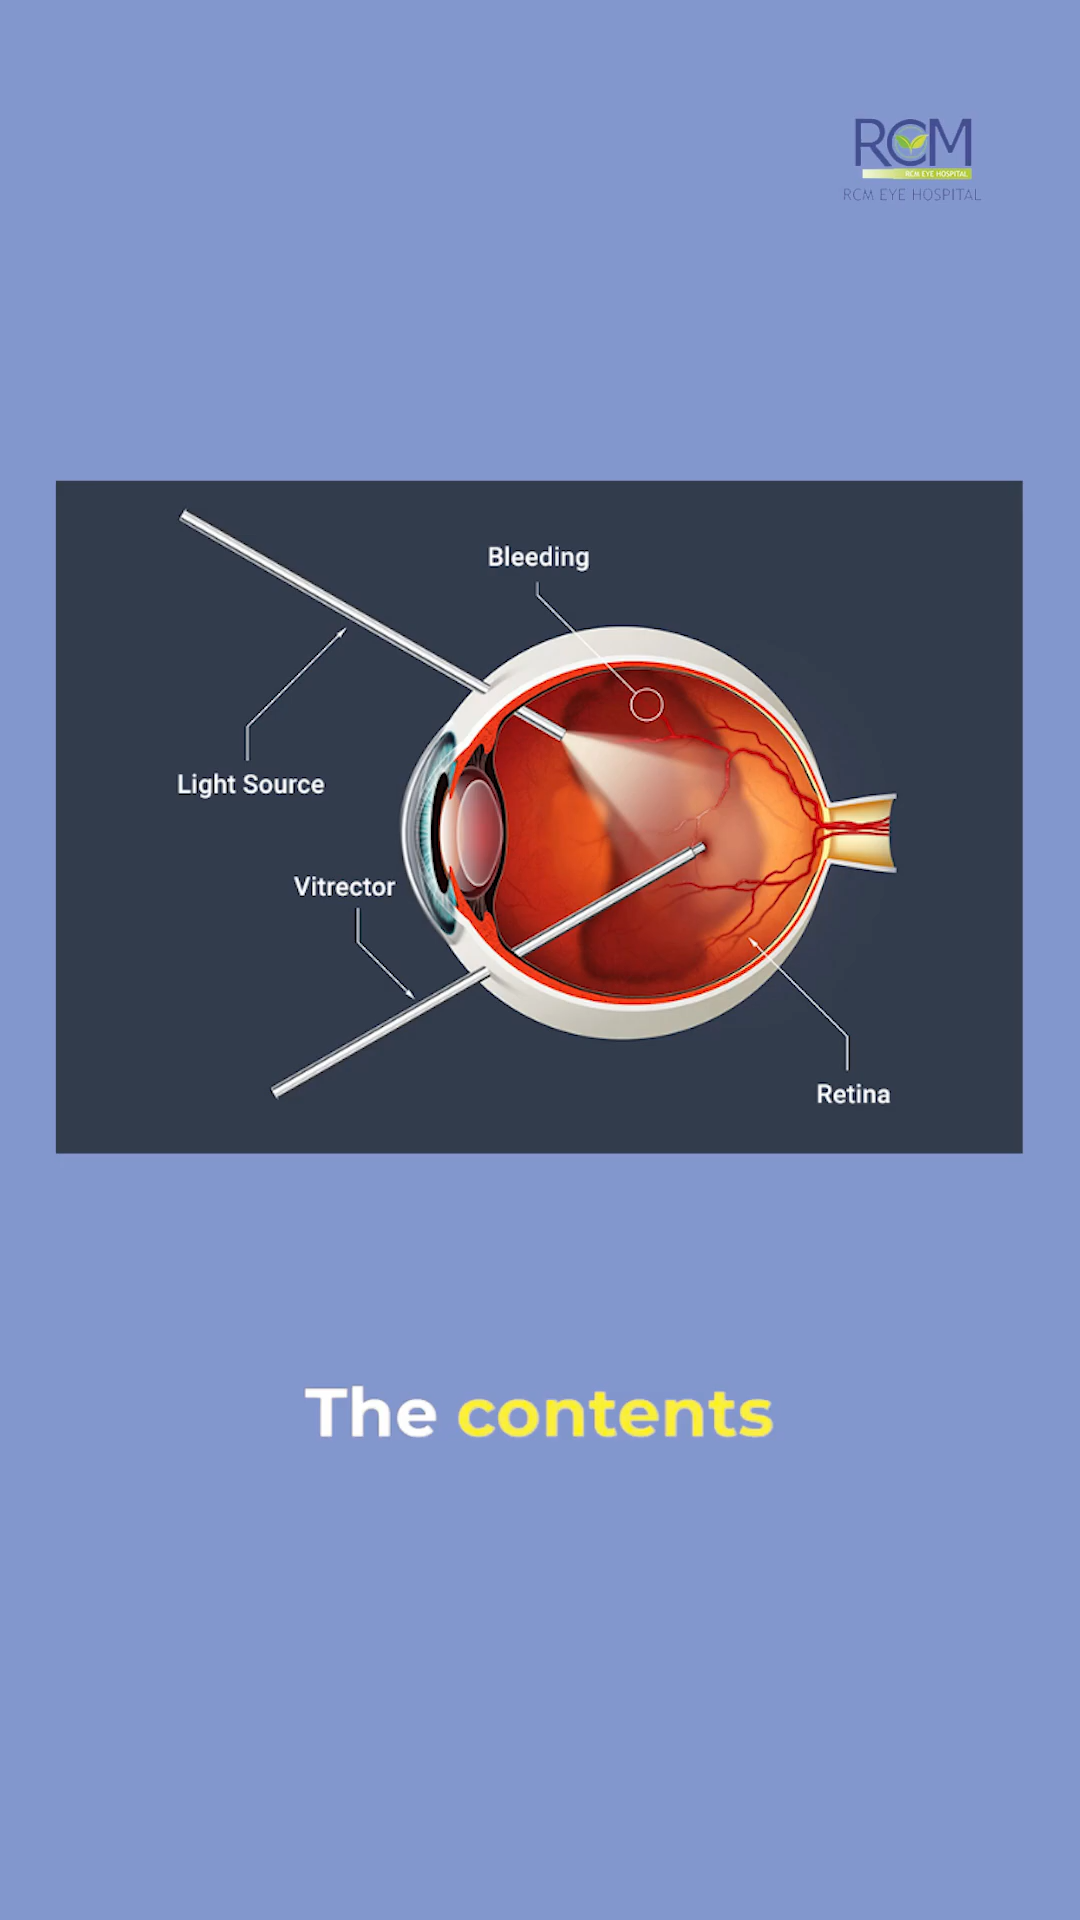 RCM
RCM EYE HOSPITAL
RCM EYE HOSPITAL
Bleeding
Light Source
Vitrector
Retina
The contents